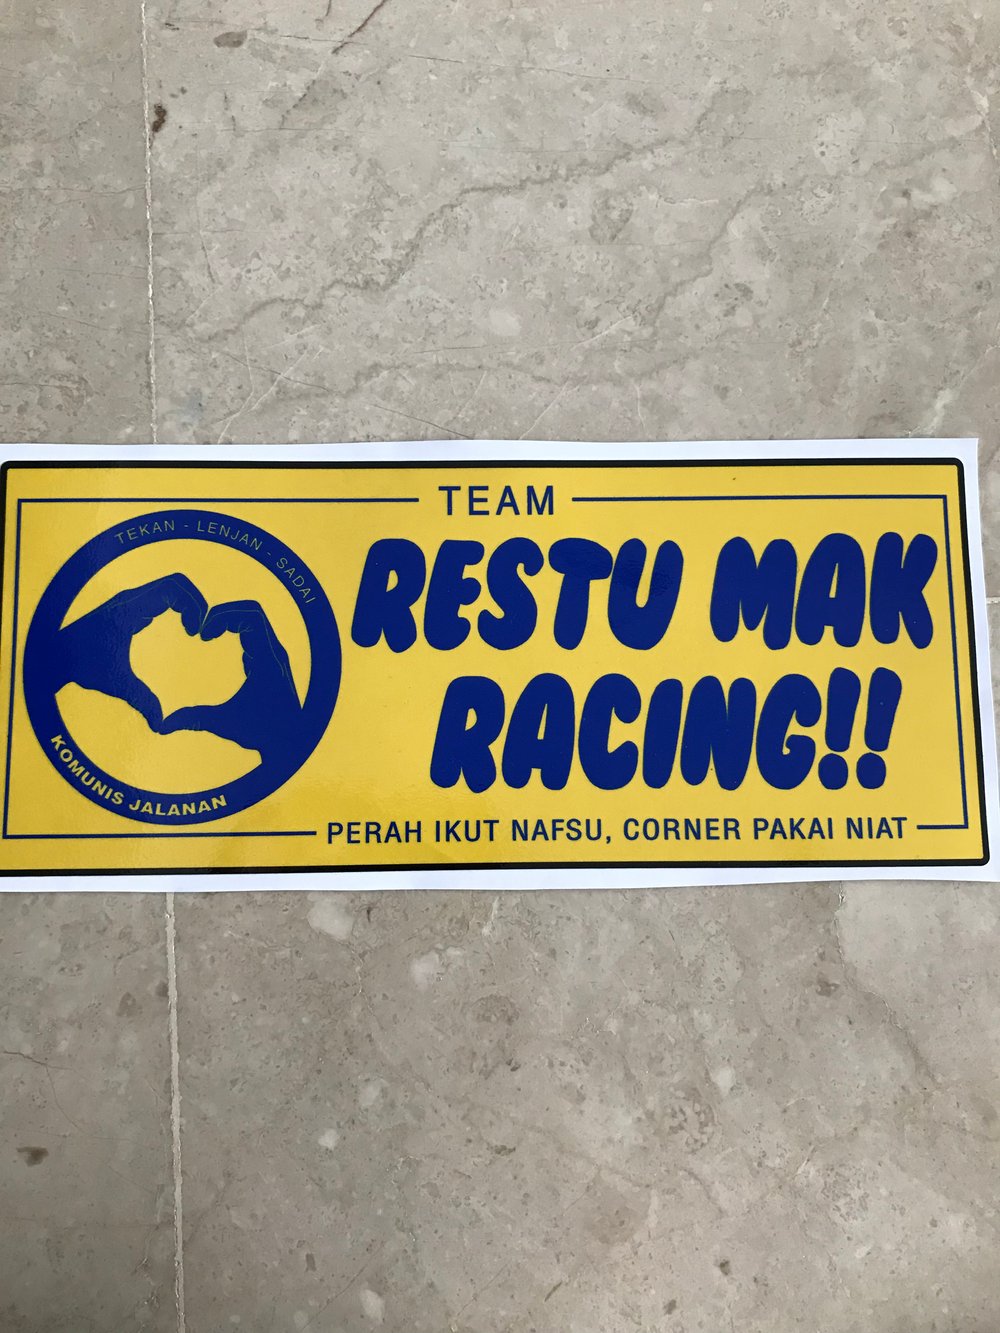 TEAM
TEKAN - LENJAN - SADAI
RESTU MAK
RACING!!
KOMUNIS JALANAN
PERAH IKUT NAFSU, CORNER PAKAI NIAT